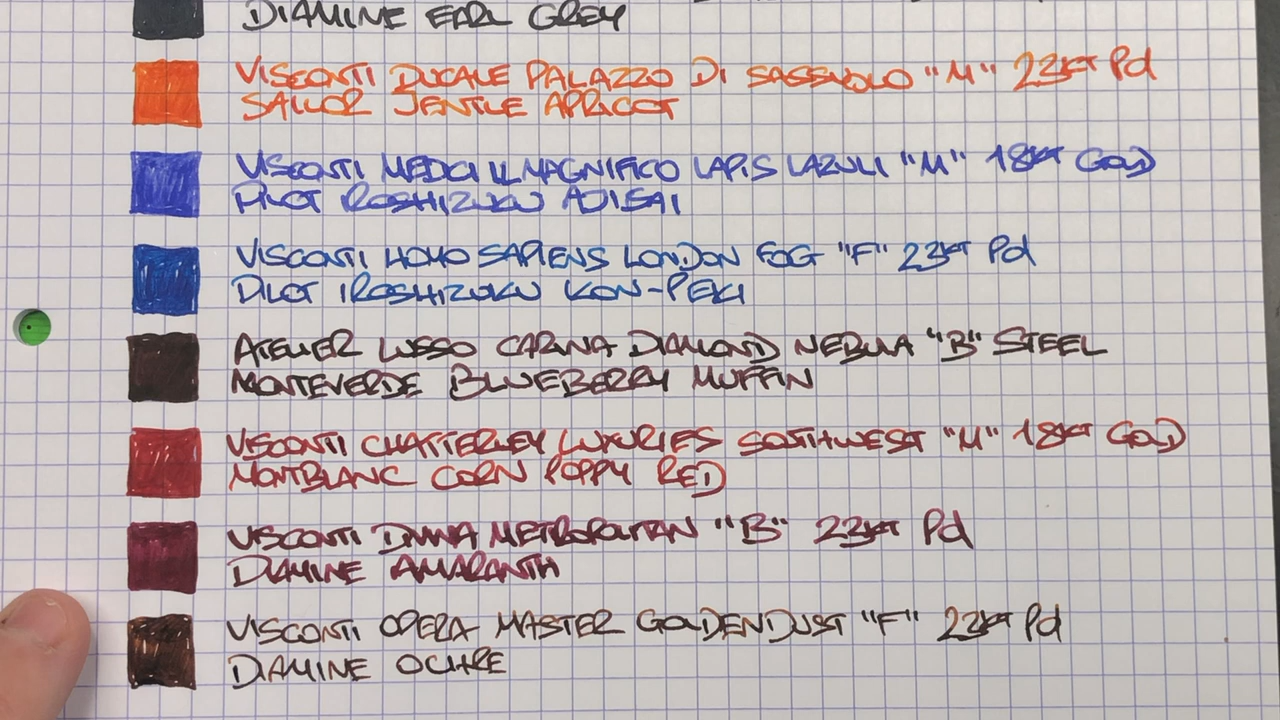 DIAMINE EARL GREY
VISCONTI DUCALE PALAZZO DI SASSUOLO "M" 23KT Pd
SAILOR JENTLE APRICOT
VISCONTI MEDICI IL MAGNIFICO LAPIS LAZULI "M" 18KT GOLD
PILOT IROSHIZUKU AJISAI
VISCONTI HOMO SAPIENS LONDON FOG "F" 23KT Pd
PILOT IROSHIZUKU KON-PEKI
ATELIER LUSSO CARINA DIAMOND NEBULA "B" STEEL
MONTEVERDE BLUEBERRY MUFFIN
VISCONTI CHATTERLEY LUXURIES SOUTHWEST "M" 18KT GOLD
MONTBLANC CORN POPPY RED
VISCONTI DIVINA METROPOLITAN "B" 23KT Pd
DIAMINE AMARANTH
VISCONTI OPERA MASTER GOLDENDUST "F" 23KT Pd
DIAMINE OCHRE